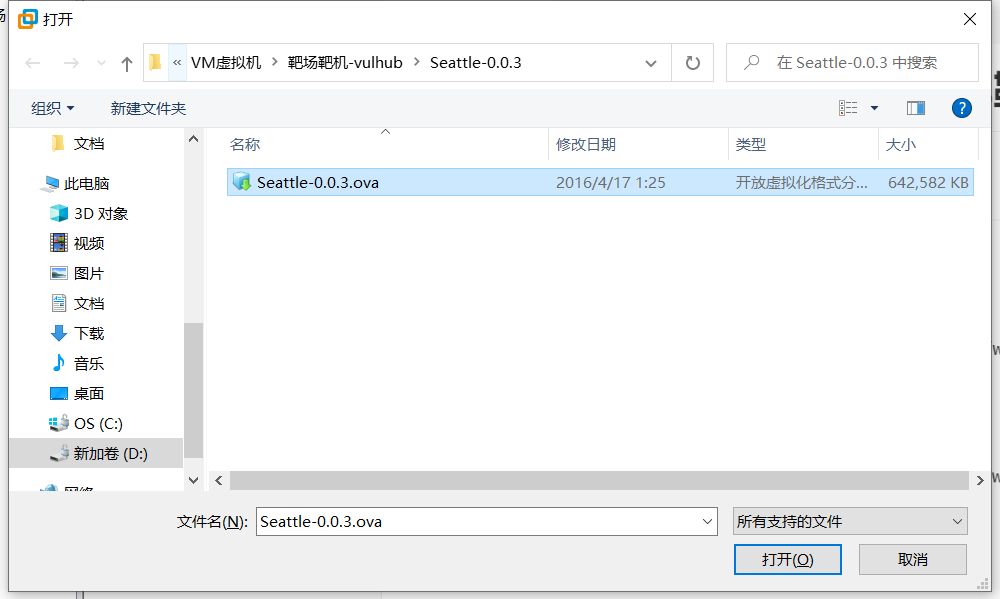 打开
« VM虚拟机 > 靶场靶机-vulhub > Seattle-0.0.3
在 Seattle-0.0.3 中搜索
组织 新建文件夹
名称 修改日期 类型 大小
Seattle-0.0.3.ova 2016/4/17 1:25 开放虚拟化格式分... 642,582 KB
文档
此电脑
3D 对象
视频
图片
文档
下载
音乐
桌面
OS (C:)
新加卷 (D:)
网络
文件名(N): Seattle-0.0.3.ova 所有支持的文件
打开(O) 取消